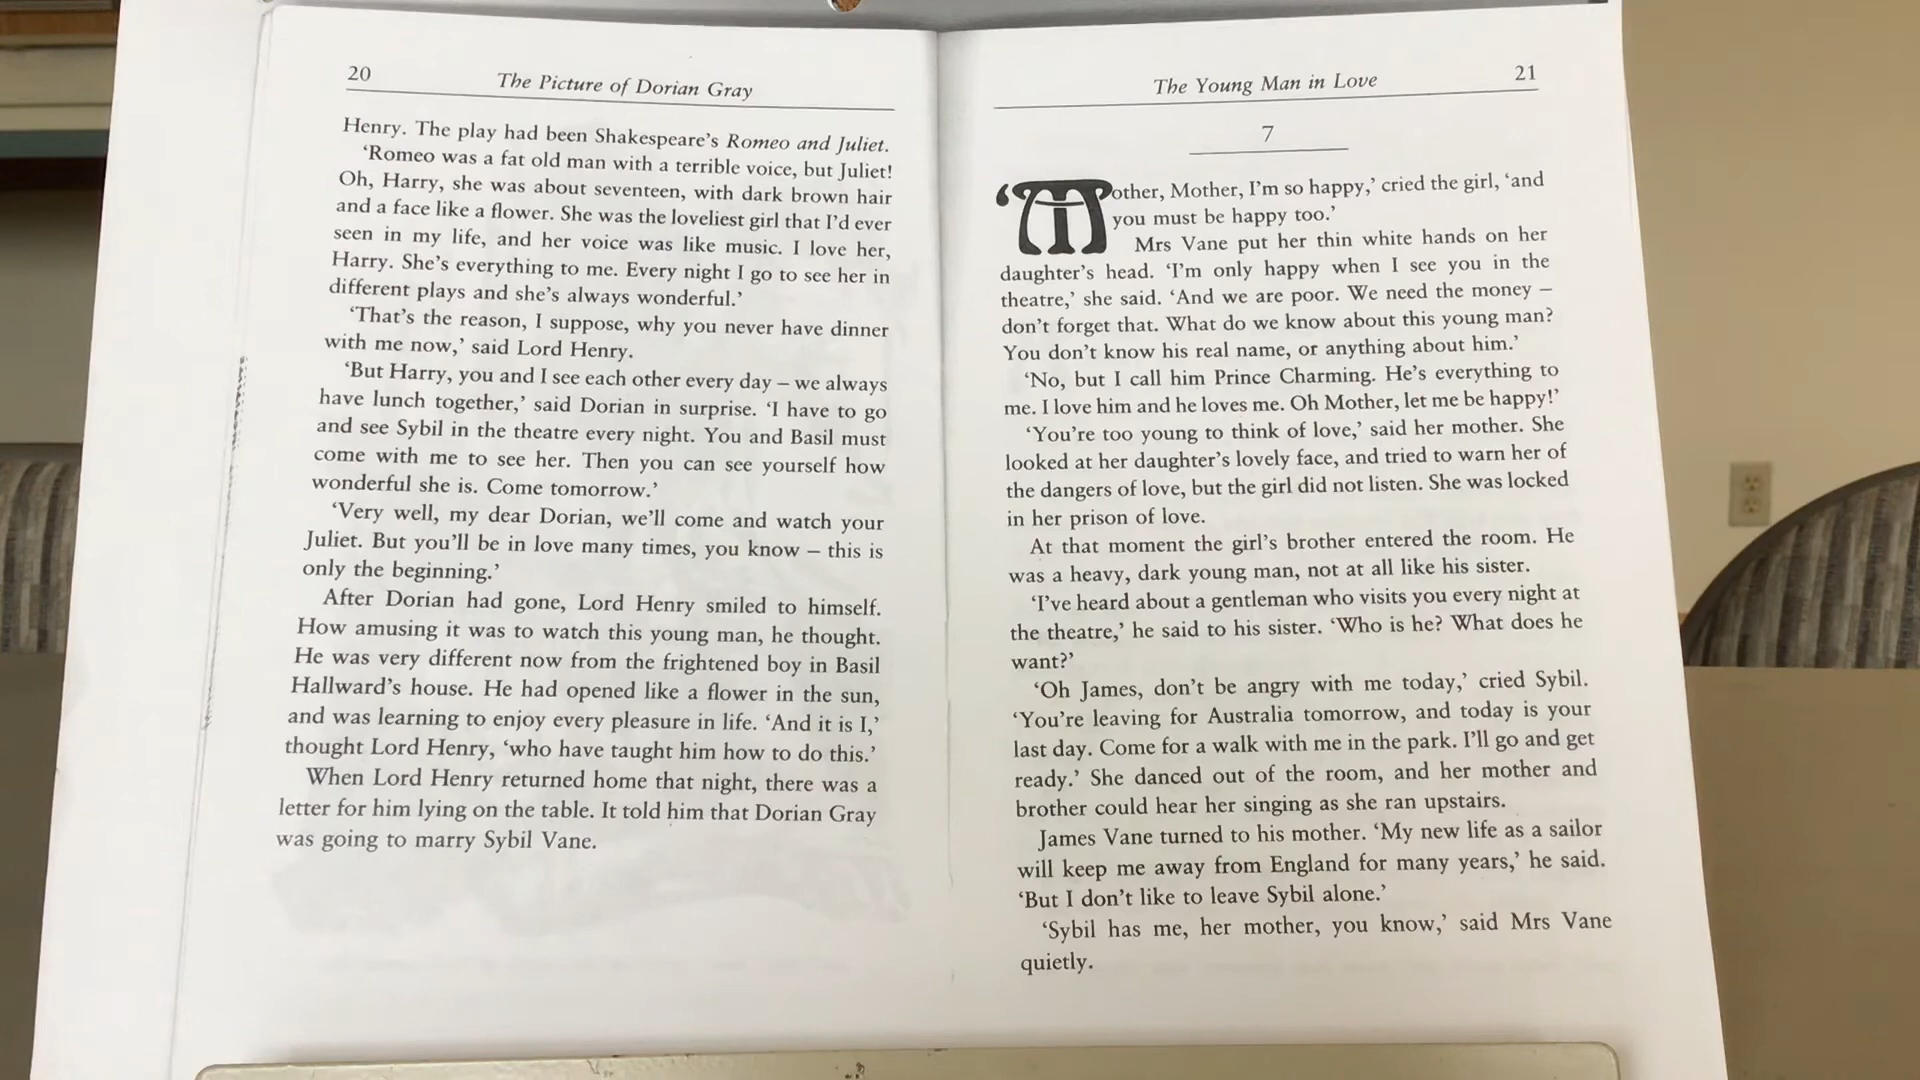 20
The Picture of Dorian Gray
Henry. The play had been Shakespeare’s Romeo and Juliet.
‘Romeo was a fat old man with a terrible voice, but Juliet!
Oh, Harry, she was about seventeen, with dark brown hair
and a face like a flower. She was the loveliest girl that I’d ever
seen in my life, and her voice was like music. I love her,
Harry. She’s everything to me. Every night I go to see her in
different plays and she’s always wonderful.’
‘That’s the reason, I suppose, why you never have dinner
with me now,’ said Lord Henry.
‘But Harry, you and I see each other every day – we always
have lunch together,’ said Dorian in surprise. ‘I have to go
and see Sybil in the theatre every night. You and Basil must
come with me to see her. Then you can see yourself how
wonderful she is. Come tomorrow.’
‘Very well, my dear Dorian, we’ll come and watch your
Juliet. But you’ll be in love many times, you know – this is
only the beginning.’
After Dorian had gone, Lord Henry smiled to himself.
How amusing it was to watch this young man, he thought.
He was very different now from the frightened boy in Basil
Hallward’s house. He had opened like a flower in the sun,
and was learning to enjoy every pleasure in life. ‘And it is I,’
thought Lord Henry, ‘who have taught him how to do this.’
When Lord Henry returned home that night, there was a
letter for him lying on the table. It told him that Dorian Gray
was going to marry Sybil Vane.
The Young Man in Love
21
7
‘Mother, Mother, I’m so happy,’ cried the girl, ‘and
you must be happy too.’
Mrs Vane put her thin white hands on her
daughter’s head. ‘I’m only happy when I see you in the
theatre,’ she said. ‘And we are poor. We need the money –
don’t forget that. What do we know about this young man?
You don’t know his real name, or anything about him.’
‘No, but I call him Prince Charming. He’s everything to
me. I love him and he loves me. Oh Mother, let me be happy!’
‘You’re too young to think of love,’ said her mother. She
looked at her daughter’s lovely face, and tried to warn her of
the dangers of love, but the girl did not listen. She was locked
in her prison of love.
At that moment the girl’s brother entered the room. He
was a heavy, dark young man, not at all like his sister.
‘I’ve heard about a gentleman who visits you every night at
the theatre,’ he said to his sister. ‘Who is he? What does he
want?’
‘Oh James, don’t be angry with me today,’ cried Sybil.
‘You’re leaving for Australia tomorrow, and today is your
last day. Come for a walk with me in the park. I’ll go and get
ready.’ She danced out of the room, and her mother and
brother could hear her singing as she ran upstairs.
James Vane turned to his mother. ‘My new life as a sailor
will keep me away from England for many years,’ he said.
‘But I don’t like to leave Sybil alone.’
‘Sybil has me, her mother, you know,’ said Mrs Vane
quietly.